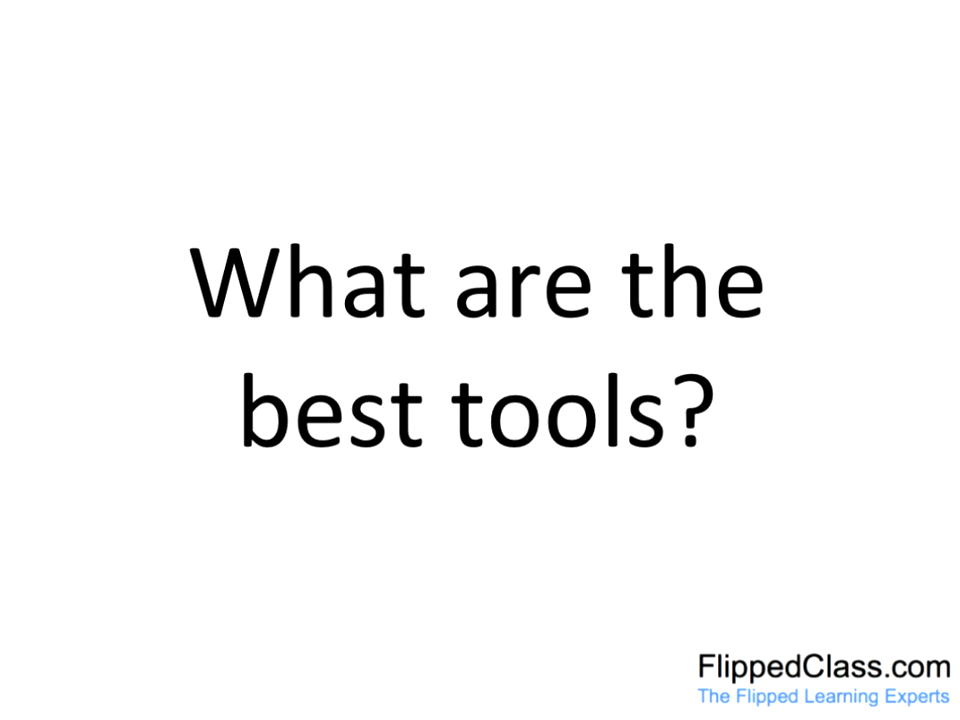 What are the
best tools?
FlippedClass.com
The Flipped Learning Experts